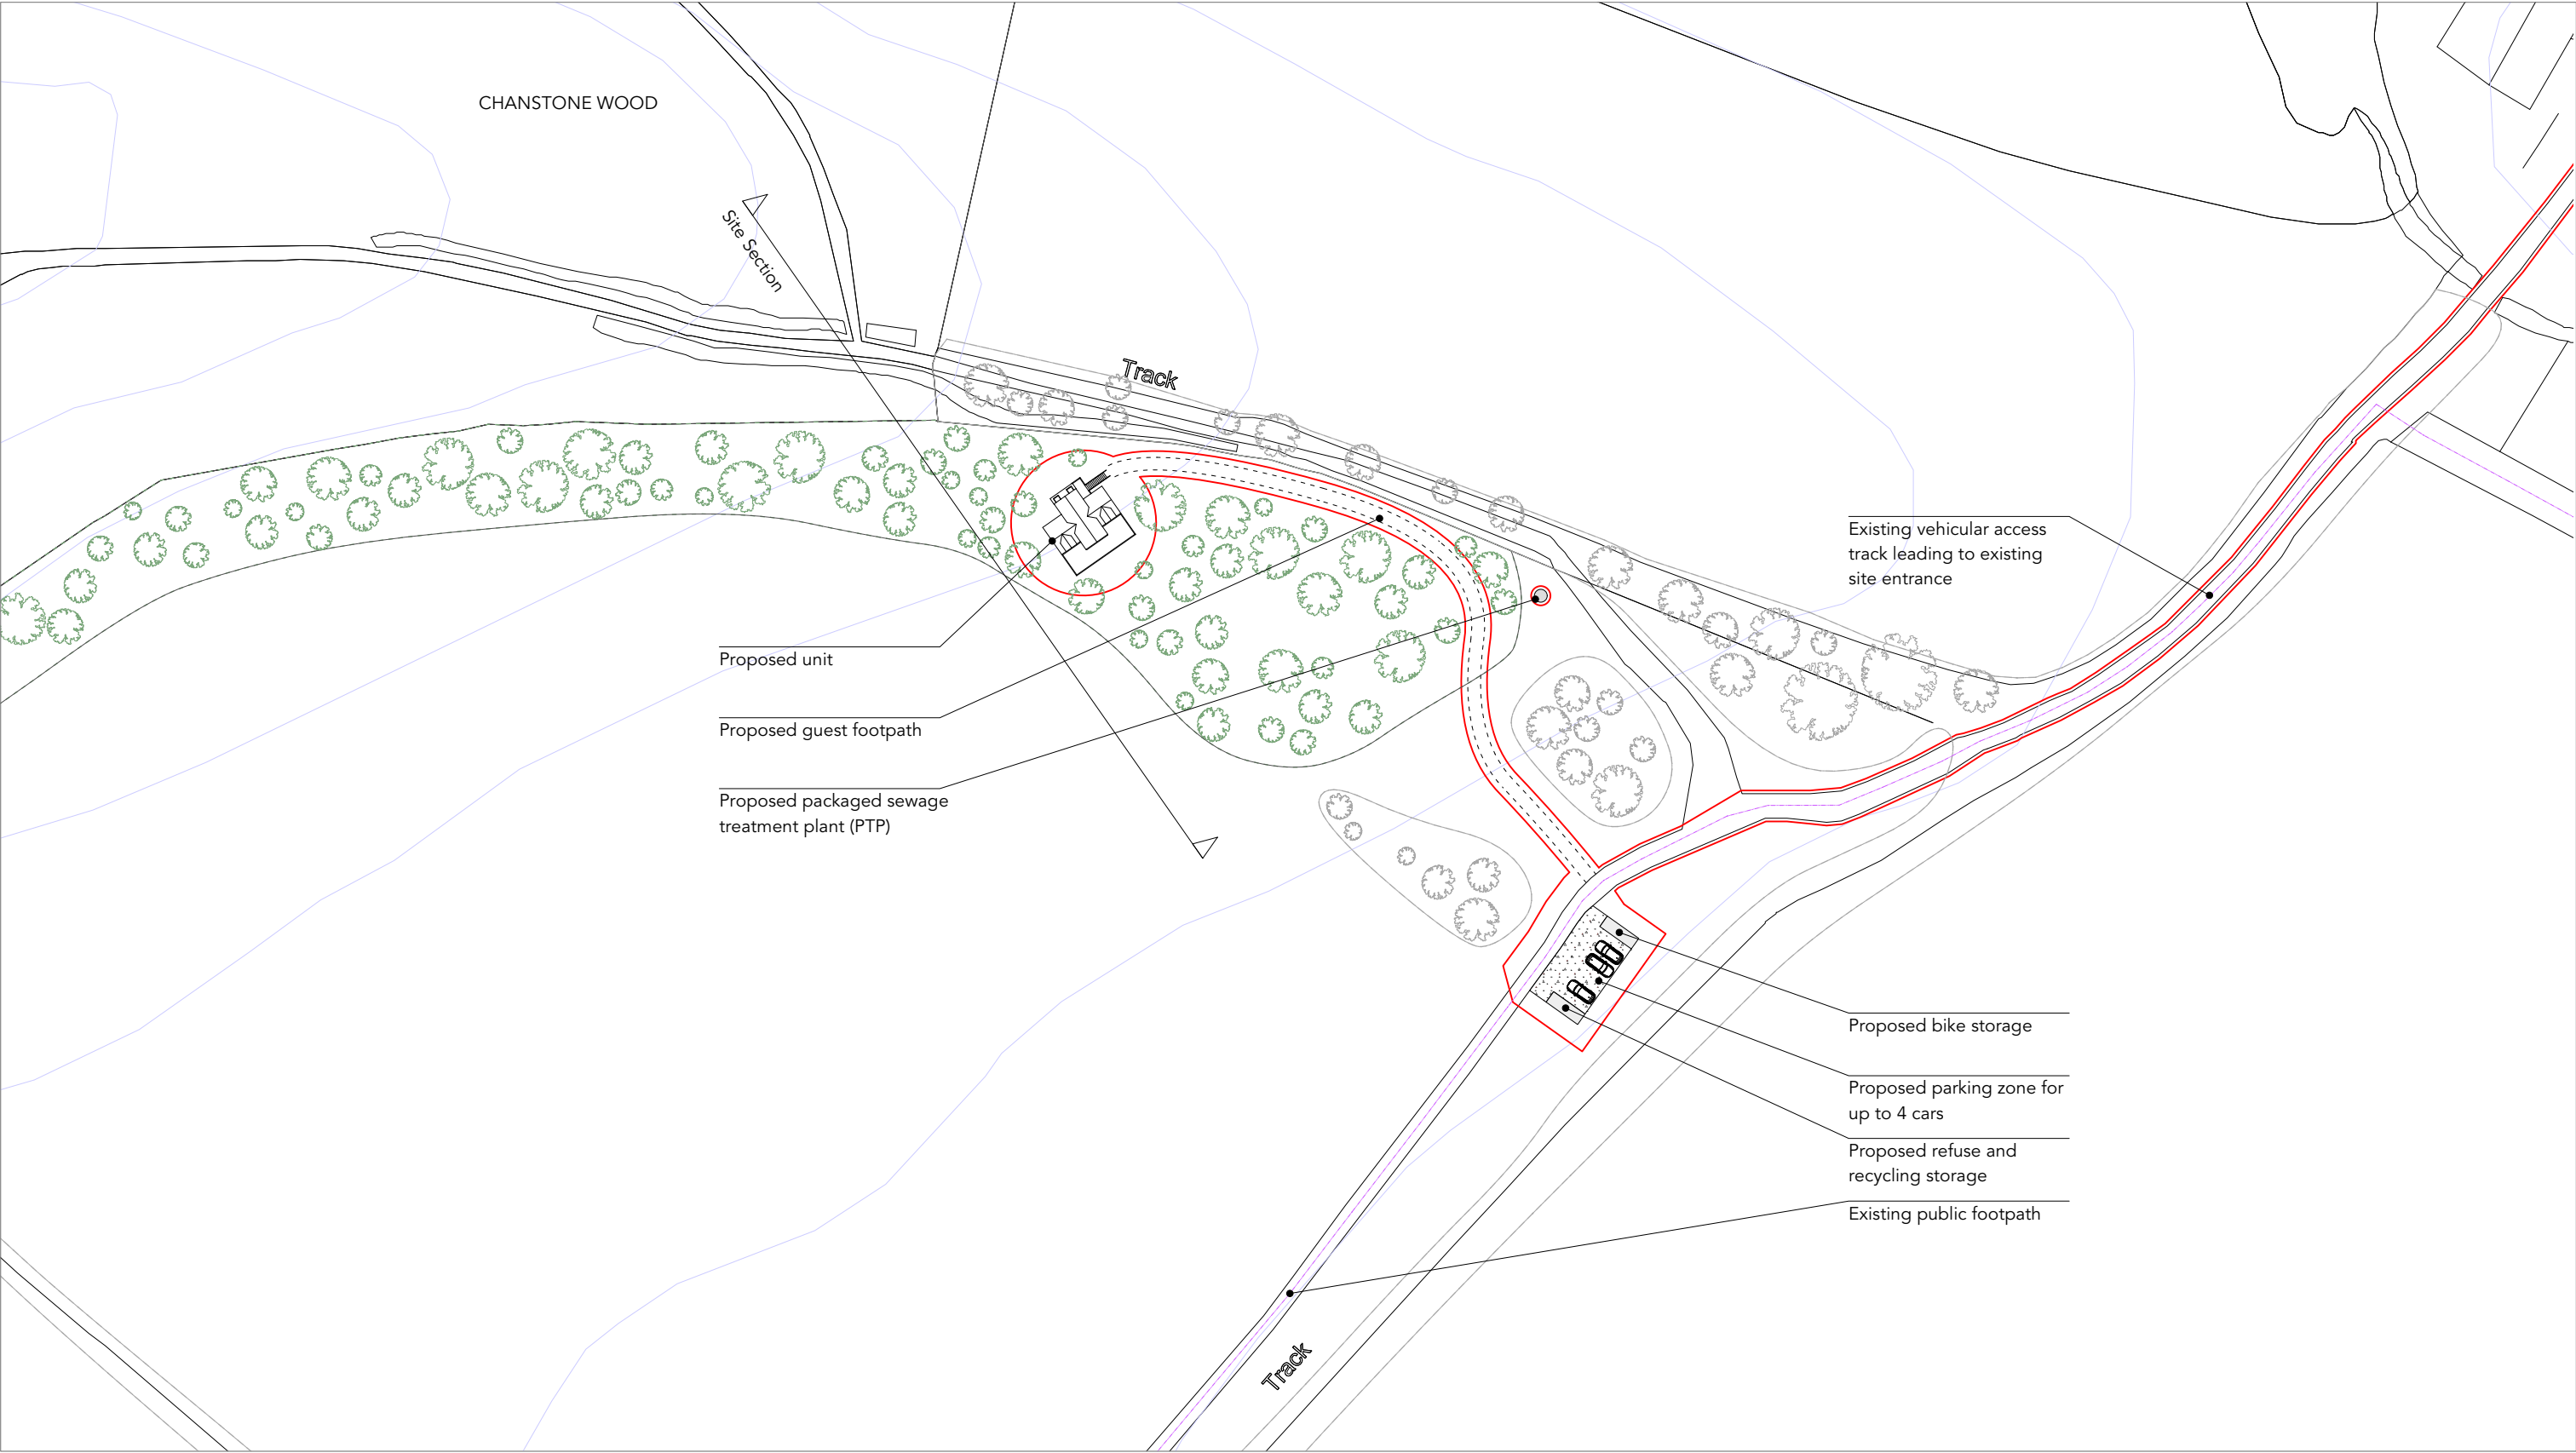 CHANSTONE WOOD
Site Section
Track
Existing vehicular access
track leading to existing
site entrance
Proposed unit
Proposed guest footpath
Proposed packaged sewage
treatment plant (PTP)
Proposed bike storage
Proposed parking zone for
up to 4 cars
Proposed refuse and
recycling storage
Existing public footpath
Track